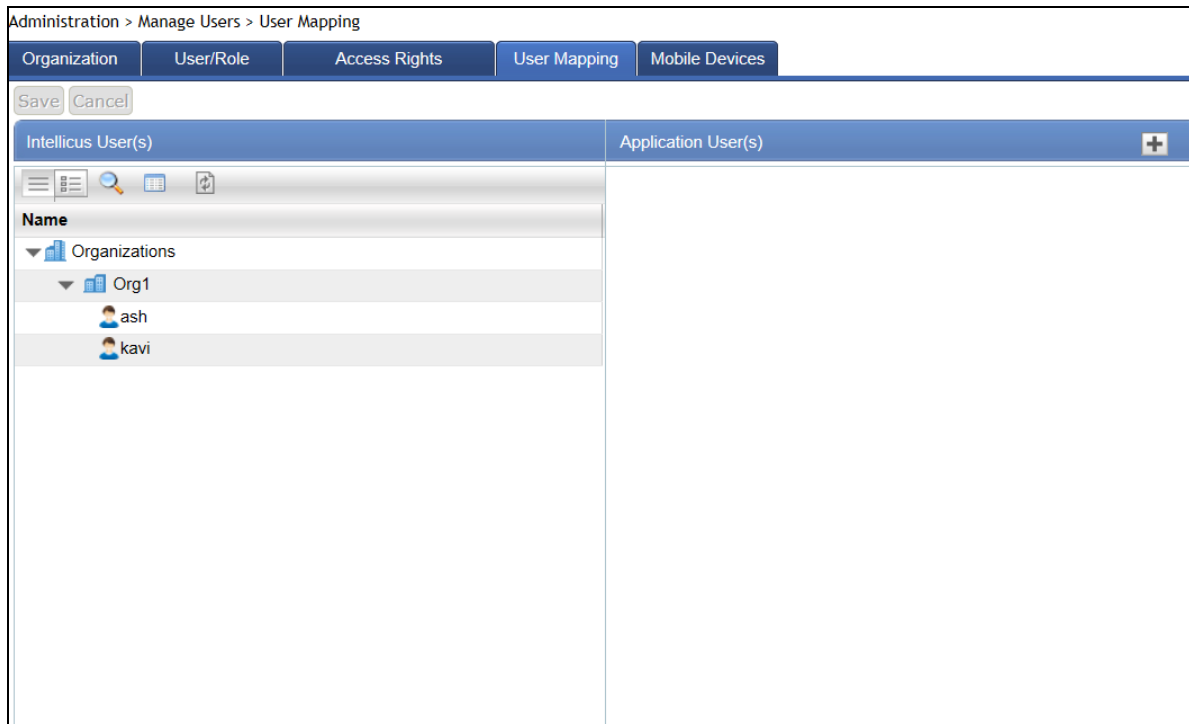 Administration > Manage Users > User Mapping
Organization User/Role Access Rights User Mapping Mobile Devices
Save Cancel
Intellicus User(s) Application User(s)
Name
Organizations
Org1
ash
kavi